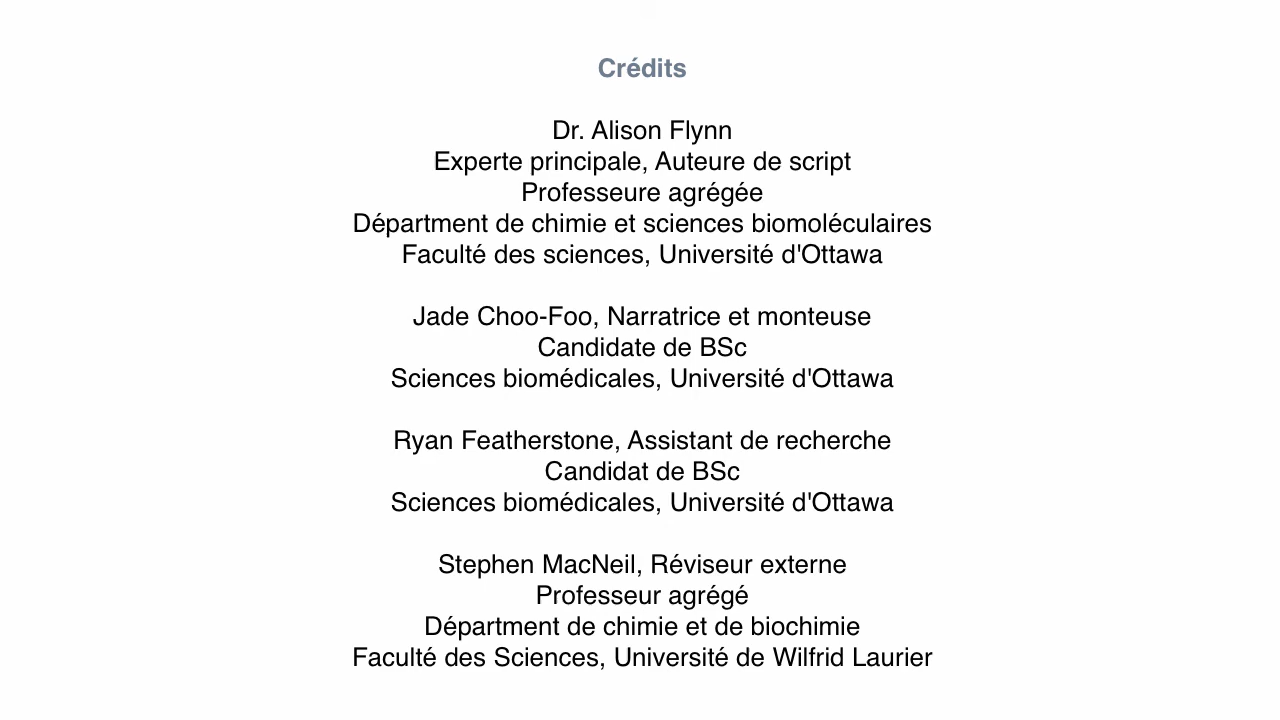 Crédits
Dr. Alison Flynn
Experte principale, Auteure de script
Professeure agrégée
Départment de chimie et sciences biomoléculaires
Faculté des sciences, Université d'Ottawa
Jade Choo-Foo, Narratrice et monteuse
Candidate de BSc
Sciences biomédicales, Université d'Ottawa
Ryan Featherstone, Assistant de recherche
Candidat de BSc
Sciences biomédicales, Université d'Ottawa
Stephen MacNeil, Réviseur externe
Professeur agrégé
Départment de chimie et de biochimie
Faculté des Sciences, Université de Wilfrid Laurier